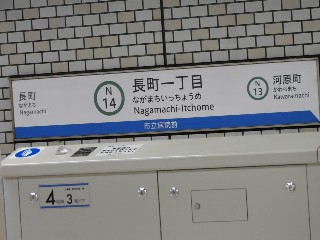 長町
ながまち
Nagamachi
N
14
長町一丁目
ながまちいっちょうめ
Nagamachi-Itchome
N
13
河原町
かわらまち
Kawaramachi
市立病院前
4
3